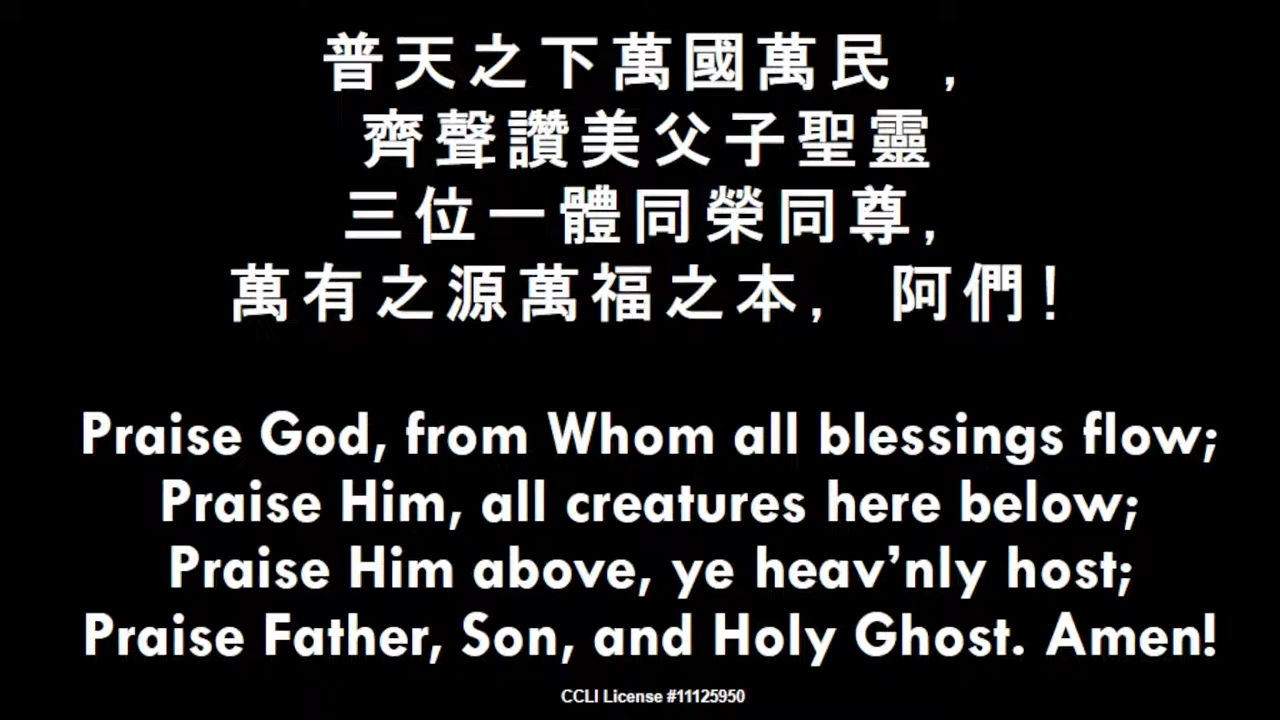 普天之下萬國萬民 ,
齊聲讚美父子聖靈
三位一體同榮同尊,
萬有之源萬福之本, 阿們!
Praise God, from Whom all blessings flow;
Praise Him, all creatures here below;
Praise Him above, ye heav’nly host;
Praise Father, Son, and Holy Ghost. Amen!
CCLI License #11125950